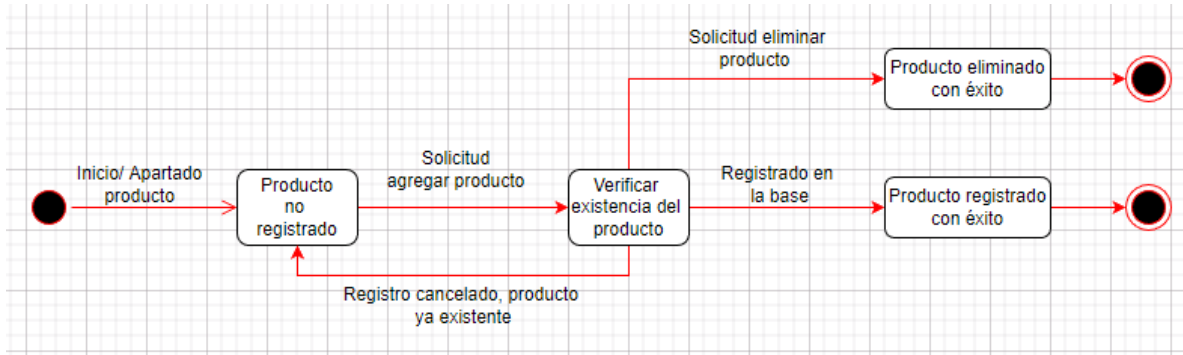 Solicitud eliminar
producto
Producto eliminado
con éxito
Inicio/ Apartado
producto
Producto
no
registrado
Solicitud
agregar producto
Verificar
existencia del
producto
Registrado en
la base
Producto registrado
con éxito
Registro cancelado, producto
ya existente